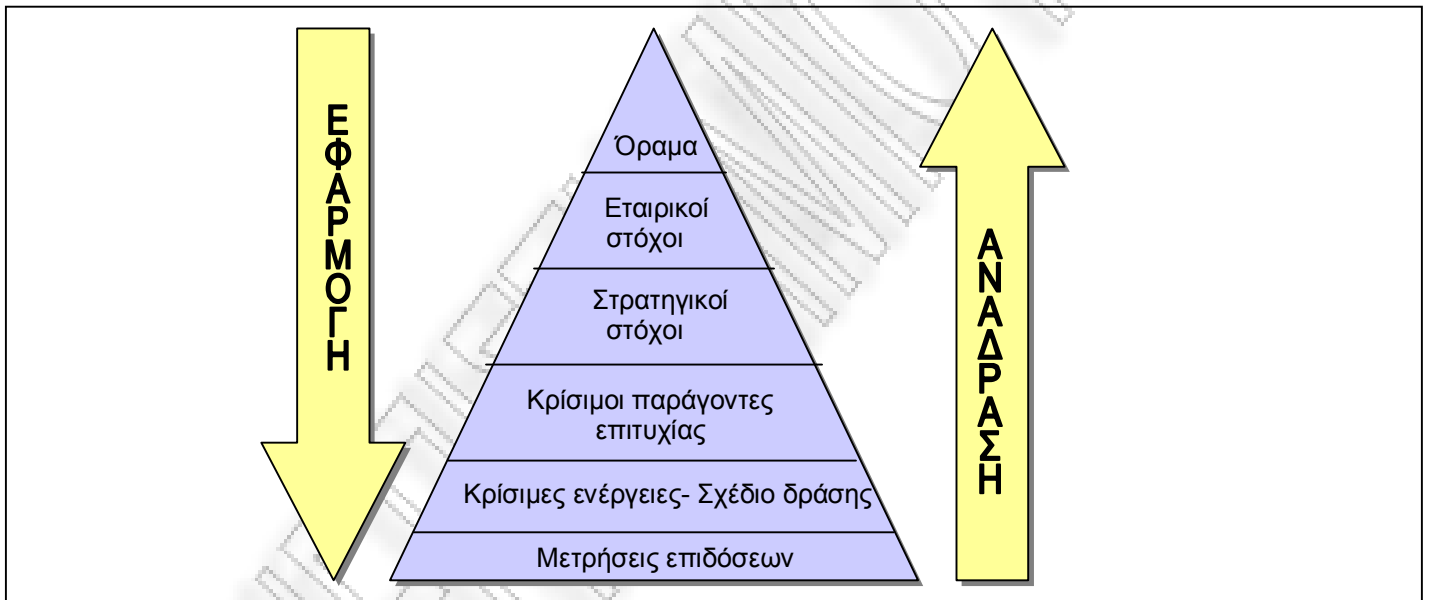 ΕΦΑΡΜΟΓΗ
Όραμα
Εταιρικοί
στόχοι
Στρατηγικοί
στόχοι
Κρίσιμοι παράγοντες
επιτυχίας
Κρίσιμες ενέργειες- Σχέδιο δράσης
Μετρήσεις επιδόσεων
ΑΝΑΔΡΑΣΗ